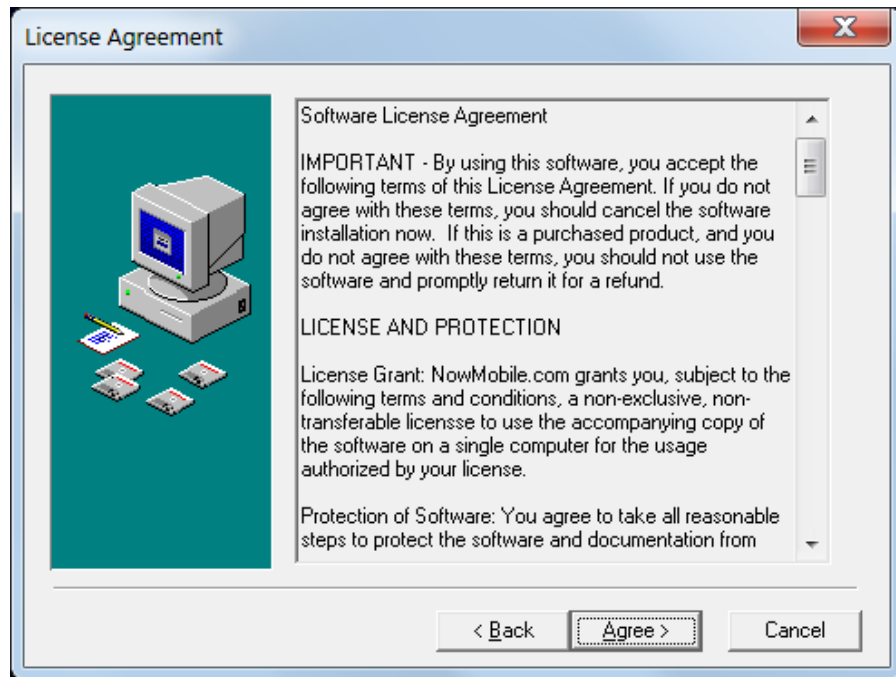 License Agreement
Software License Agreement
IMPORTANT - By using this software, you accept the
following terms of this License Agreement. If you do not
agree with these terms, you should cancel the software
installation now.  If this is a purchased product, and you
do not agree with these terms, you should not use the
software and promptly return it for a refund.
LICENSE AND PROTECTION
License Grant: NowMobile.com grants you, subject to the
following terms and conditions, a non-exclusive, non-
transferable licensse to use the accompanying copy of
the software on a single computer for the usage
authorized by your license.
Protection of Software: You agree to take all reasonable
steps to protect the software and documentation from
< Back
Agree >
Cancel